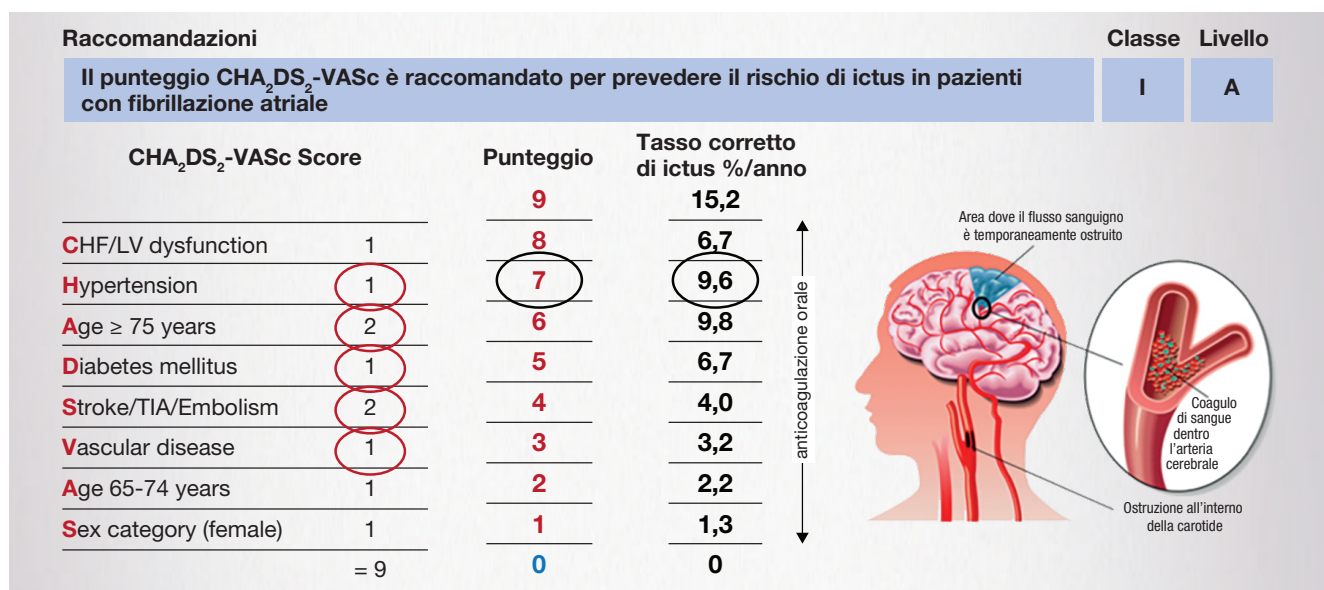 Raccomandazioni Classe Livello
Il punteggio CHA₂DS₂-VASc è raccomandato per prevedere il rischio di ictus in pazienti
con fibrillazione atriale I A
CHA₂DS₂-VASc Score Punteggio Tasso corretto
di ictus %/anno
9 15,2
CHF/LV dysfunction 1 8 6,7
Hypertension 1 7 9,6
Age ≥ 75 years 2 6 9,8
Diabetes mellitus 1 5 6,7
Stroke/TIA/Embolism 2 4 4,0
Vascular disease 1 3 3,2
Age 65-74 years 1 2 2,2
Sex category (female) 1 1 1,3
= 9 0 0
anticoagulazione orale
Area dove il flusso sanguigno
è temporaneamente ostruito
Coagulo
di sangue
dentro
l'arteria
cerebrale
Ostruzione all'interno
della carotide